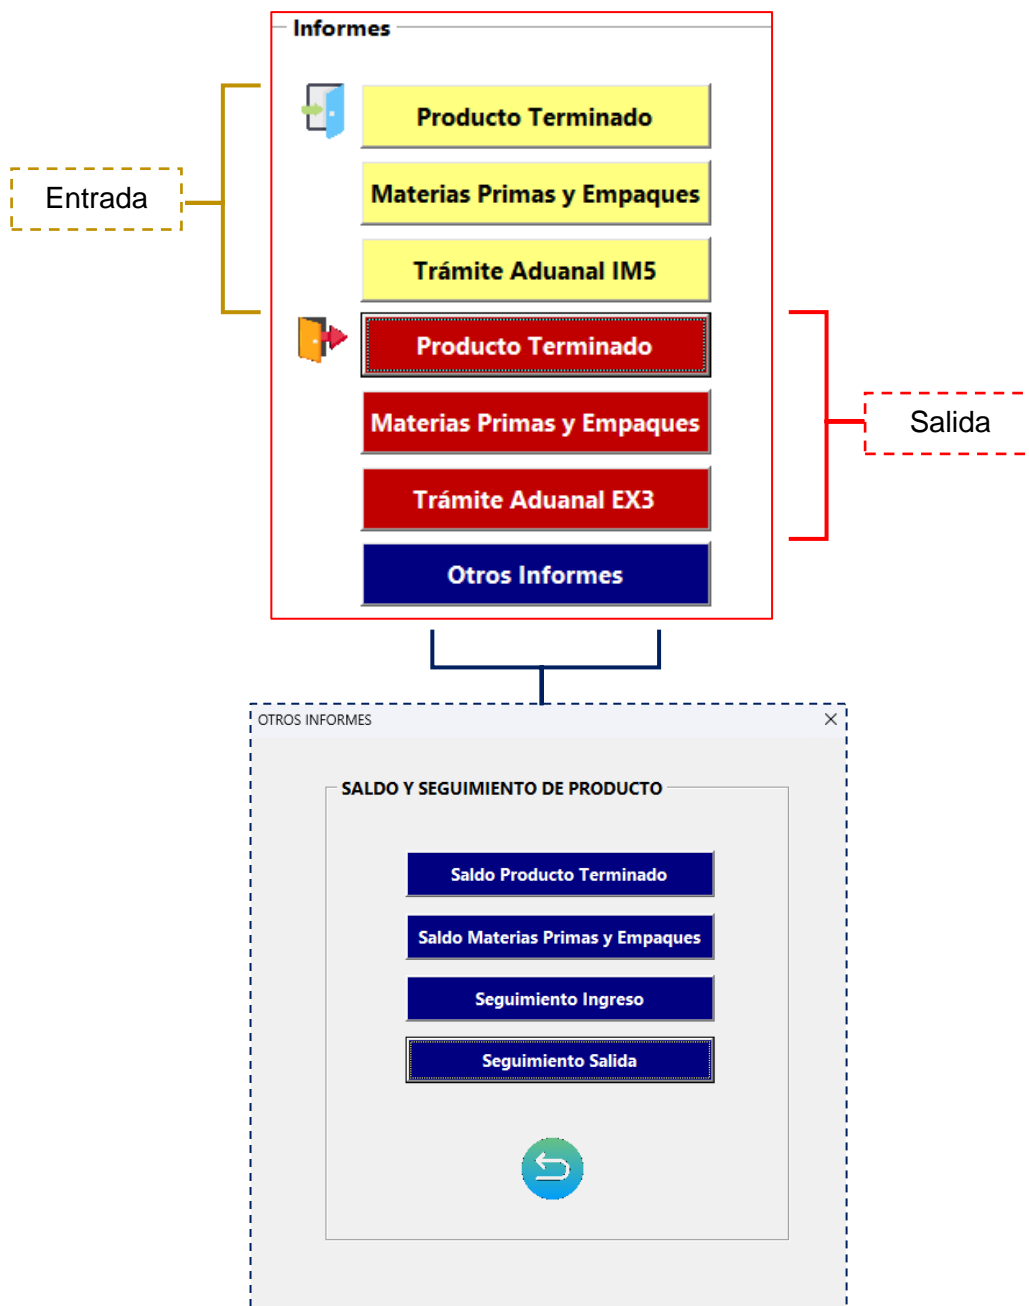 Informes
Producto Terminado
Entrada
Materias Primas y Empaques
Trámite Aduanal IM5
Producto Terminado
Materias Primas y Empaques
Salida
Trámite Aduanal EX3
Otros Informes
OTROS INFORMES
SALDO Y SEGUIMIENTO DE PRODUCTO
Saldo Producto Terminado
Saldo Materias Primas y Empaques
Seguimiento Ingreso
Seguimiento Salida